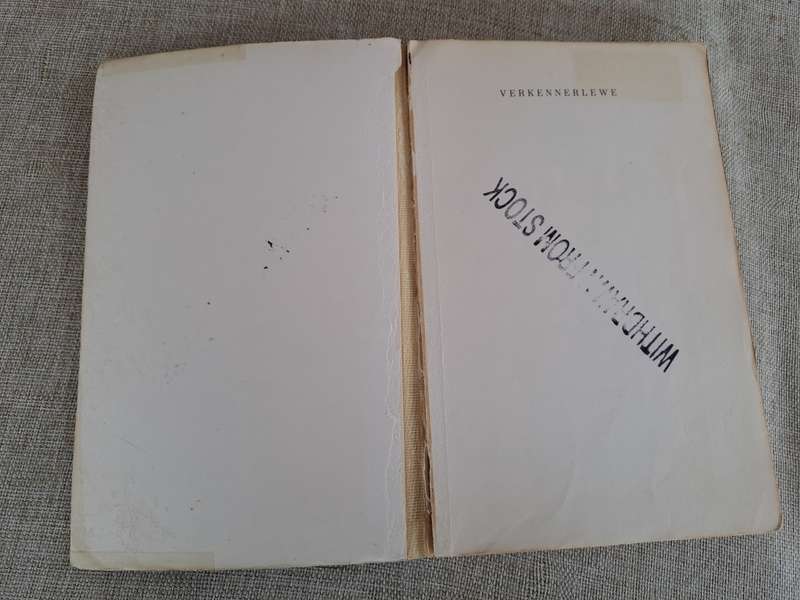 VERKENNERLEWE
WITHDRAWN FROM STOCK